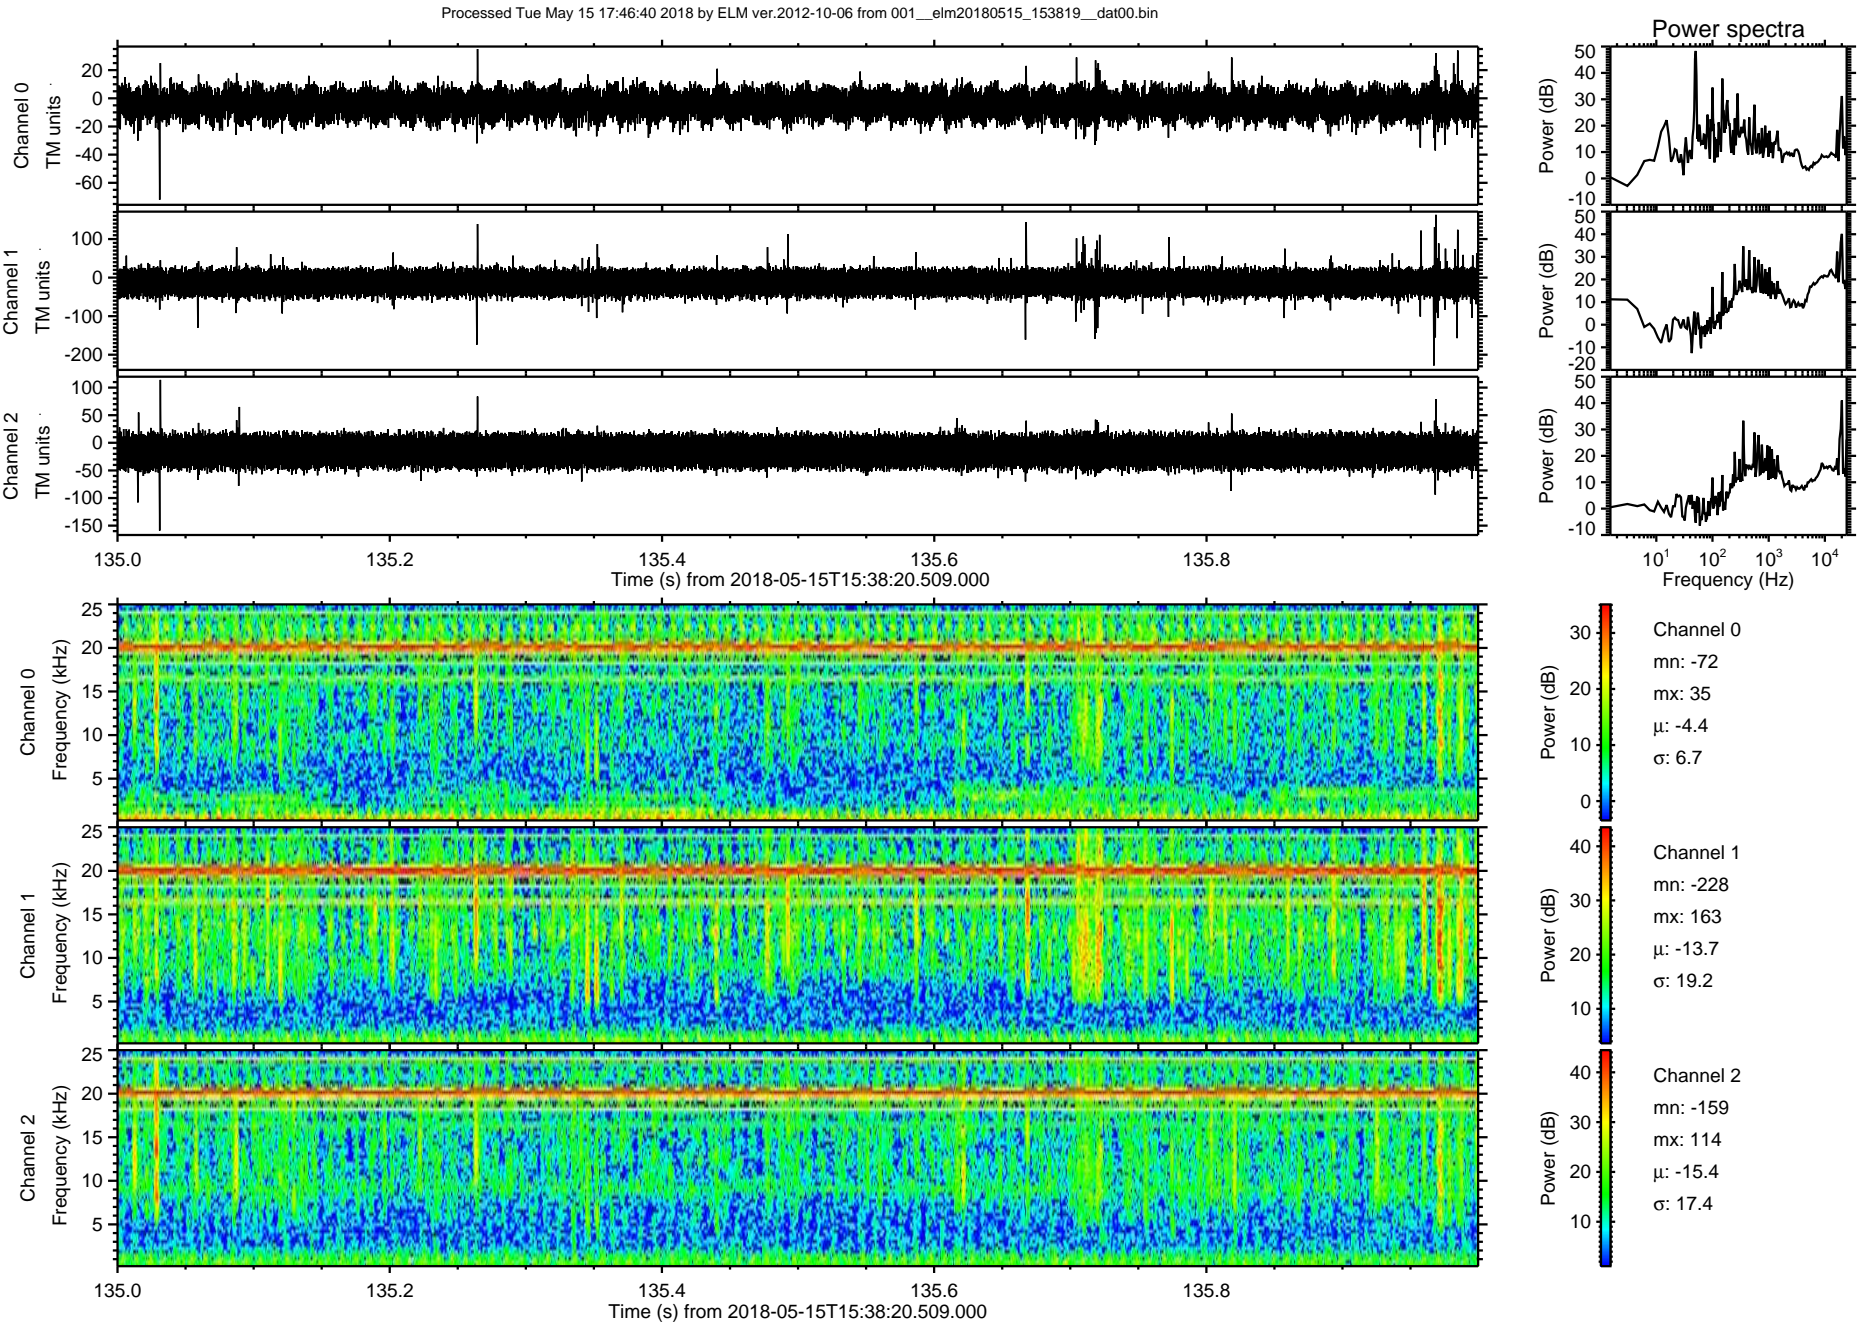 Processed Tue May 15 17:46:40 2018 by ELM ver.2012-10-06 from 001__elm20180515_153819__dat00.bin
Power spectra
Channel 0
TM units
20
0
-20
-40
-60
Power (dB)
50
40
30
20
10
0
-10
Channel 1
TM units
100
0
-100
-200
Power (dB)
50
40
30
20
10
0
-10
-20
Channel 2
TM units
100
50
0
-50
-100
-150
Power (dB)
50
40
30
20
10
0
-10
135.0 135.2 135.4 135.6 135.8
Time (s) from 2018-05-15T15:38:20.509.000
10^1 10^2 10^3 10^4
Frequency (Hz)
Channel 0
Frequency (kHz)
25
20
15
10
5
Power (dB)
30
20
10
0
Channel 0
mn: -72
mx: 35
μ: -4.4
σ: 6.7
Channel 1
Frequency (kHz)
25
20
15
10
5
Power (dB)
40
30
20
10
Channel 1
mn: -228
mx: 163
μ: -13.7
σ: 19.2
Channel 2
Frequency (kHz)
25
20
15
10
5
Power (dB)
40
30
20
10
Channel 2
mn: -159
mx: 114
μ: -15.4
σ: 17.4
135.0 135.2 135.4 135.6 135.8
Time (s) from 2018-05-15T15:38:20.509.000